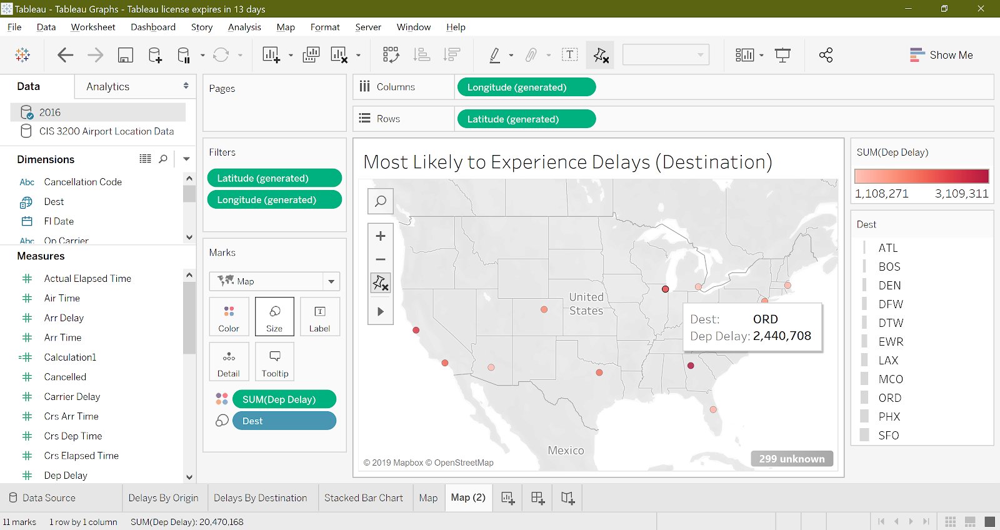 Tableau - Tableau Graphs - Tableau license expires in 13 days
File Data Worksheet Dashboard Story Analysis Map Format Server Window Help
Show Me
Data Analytics
2016
CIS 3200 Airport Location Data
Dimensions
Abc Cancellation Code
Dest
Fl Date
Abc Op Carrier
Measures
Actual Elapsed Time
Air Time
Arr Delay
Arr Time
Calculation1
Cancelled
Carrier Delay
Crs Arr Time
Crs Dep Time
Crs Elapsed Time
Dep Delay
Pages
Filters
Latitude (generated)
Longitude (generated)
Marks
Map
Color Size Label
Detail Tooltip
SUM(Dep Delay)
Dest
Columns Longitude (generated)
Rows Latitude (generated)
Most Likely to Experience Delays (Destination)
United
States
Mexico
Dest: ORD
Dep Delay: 2,440,708
© 2019 Mapbox © OpenStreetMap
299 unknown
SUM(Dep Delay)
1,108,271 3,109,311
Dest
ATL
BOS
DEN
DFW
DTW
EWR
LAX
MCO
ORD
PHX
SFO
Data Source Delays By Origin Delays By Destination Stacked Bar Chart Map Map (2)
11 marks 1 row by 1 column SUM(Dep Delay): 20,470,168